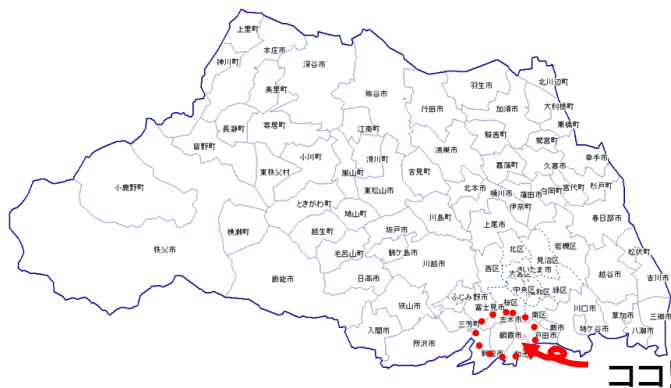 上里町
本庄市
神川町
深谷市
美里町
熊谷市
羽生市
北川辺町
行田市
加須市
大利根町
栗橋町
長瀞町
寄居町
江南町
騎西町
鷲宮町
皆野町
小川町
滑川町
鴻巣市
菖蒲町
久喜市
幸手市
東秩父村
嵐山町
吉見町
小鹿野町
東松山市
北本市
桶川市
蓮田市
白岡町
宮代町
杉戸町
ときがわ町
伊奈町
鳩山町
川島町
春日部市
横瀬町
越生町
坂戸市
上尾市
秩父市
毛呂山町
鶴ヶ島市
北区
岩槻区
松伏町
飯能市
日高市
川越市
西区
見沼区
さいたま市
大宮区
越谷市
吉川市
中央区
浦和区
緑区
狭山市
ふじみ野市
富士見市
桜区
川口市
草加市
三郷市
入間市
三芳町
志木市
南区
所沢市
朝霞市
戸田市
蕨市
鳩ケ谷市
八潮市
新座市
和光市
ココ